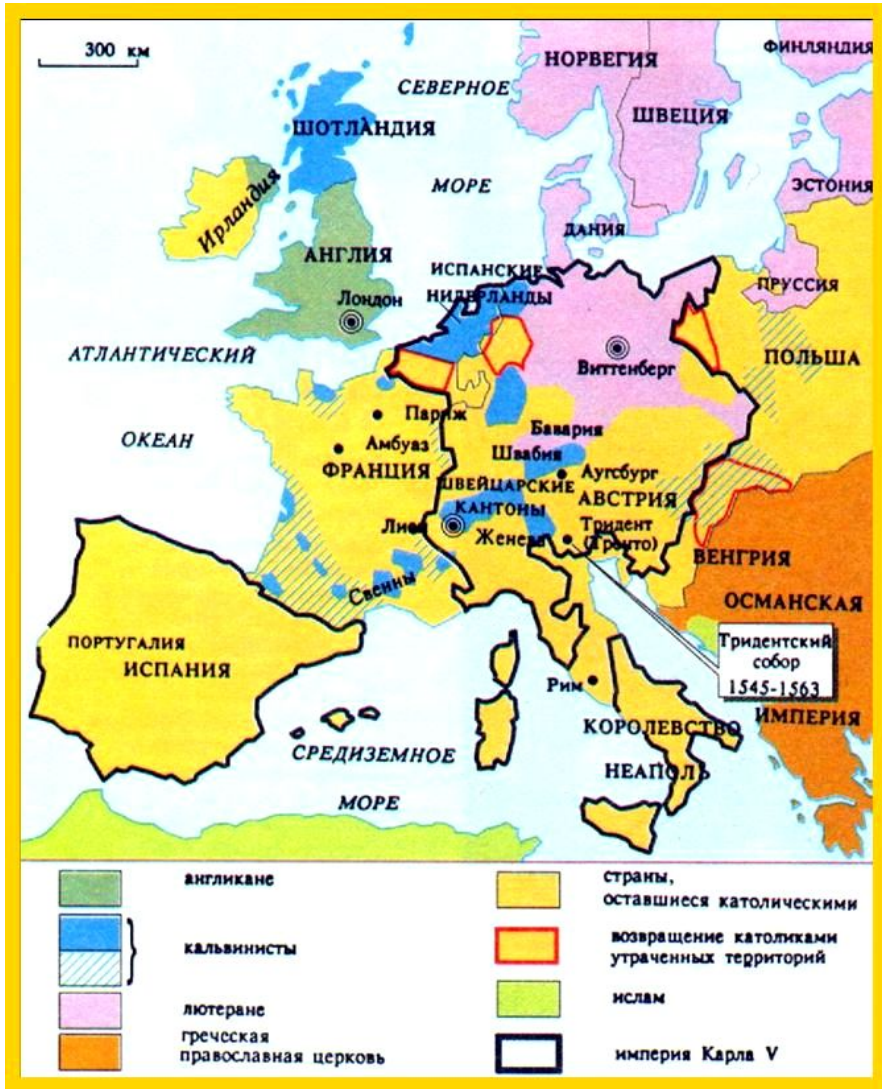 300 км
НОРВЕГИЯ
ФИНЛЯНДИЯ
СЕВЕРНОЕ
ШВЕЦИЯ
ШОТЛАНДИЯ
МОРЕ
ЭСТОНИЯ
Ирландия
ДАНИЯ
АНГЛИЯ
ИСПАНСКИЕ
НИДЕРЛАНДЫ
ПРУССИЯ
Лондон
АТЛАНТИЧЕСКИЙ
ПОЛЬША
Виттенберг
Париж
ОКЕАН
Бавария
Амбуаз
Швабия
ФРАНЦИЯ
Аугсбург
ШВЕЙЦАРСКИЕ
АВСТРИЯ
КАНТОНЫ
Лион
Тридент
Женева
(Тренто)
ВЕНГРИЯ
Свенны
ОСМАНСКАЯ
ПОРТУГАЛИЯ
ИСПАНИЯ
Тридентский
собор
1545-1563
Рим
ИМПЕРИЯ
КОРОЛЕВСТВО
СРЕДИЗЕМНОЕ
НЕАПОЛЬ
МОРЕ
англикане
кальвинисты
лютеране
греческая
православная церковь
страны,
оставшиеся католическими
возвращение католиками
утраченных территорий
ислам
империя Карла V